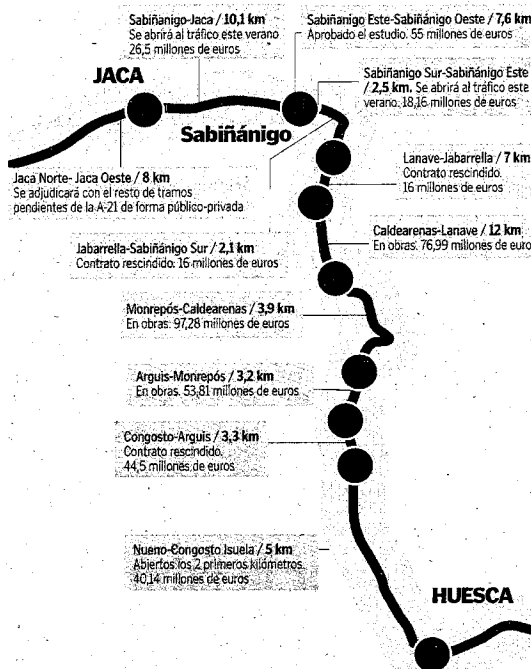 Sabiñanigo-Jaca / 10,1 km
Se abrirá al tráfico este verano
26,5 millones de euros
Sabiñanigo Este-Sabiñánigo Oeste / 7,6
Aprobado el estudio. 55 millones de euros
JACA
Sabiñánigo
Sabiñanigo Sur-Sabiñánigo Este
/ 2,5 km. Se abrirá al tráfico este
verano. 18,16 millones de euros
Lanave-Jabarrella / 7 km
Contrato rescindido.
16 millones de euros
Jaca Norte- Jaca Oeste / 8 km
Se adjudicará con el resto de tramos
pendientes de la A-21 de forma público-privada
Caldearenas-Lanave / 12 km
En obras. 76,99 millones de euro
Jabarrella-Sabiñánigo Sur / 2,1 km
Contrato rescindido. 16 millones de euros
Monrepós-Caldearenas / 3,9 km
En obras. 97,28 millones de euros
Arguis-Monrepós / 3,2 km
En obras. 53,81 millones de euros
Congosto-Arguis / 3,3 km
Contrato rescindido.
44,5 millones de euros
Nueno-Congosto Isuela / 5 km
Abiertos los 2 primeros kilómetros.
40,14 millones de euros
HUESCA